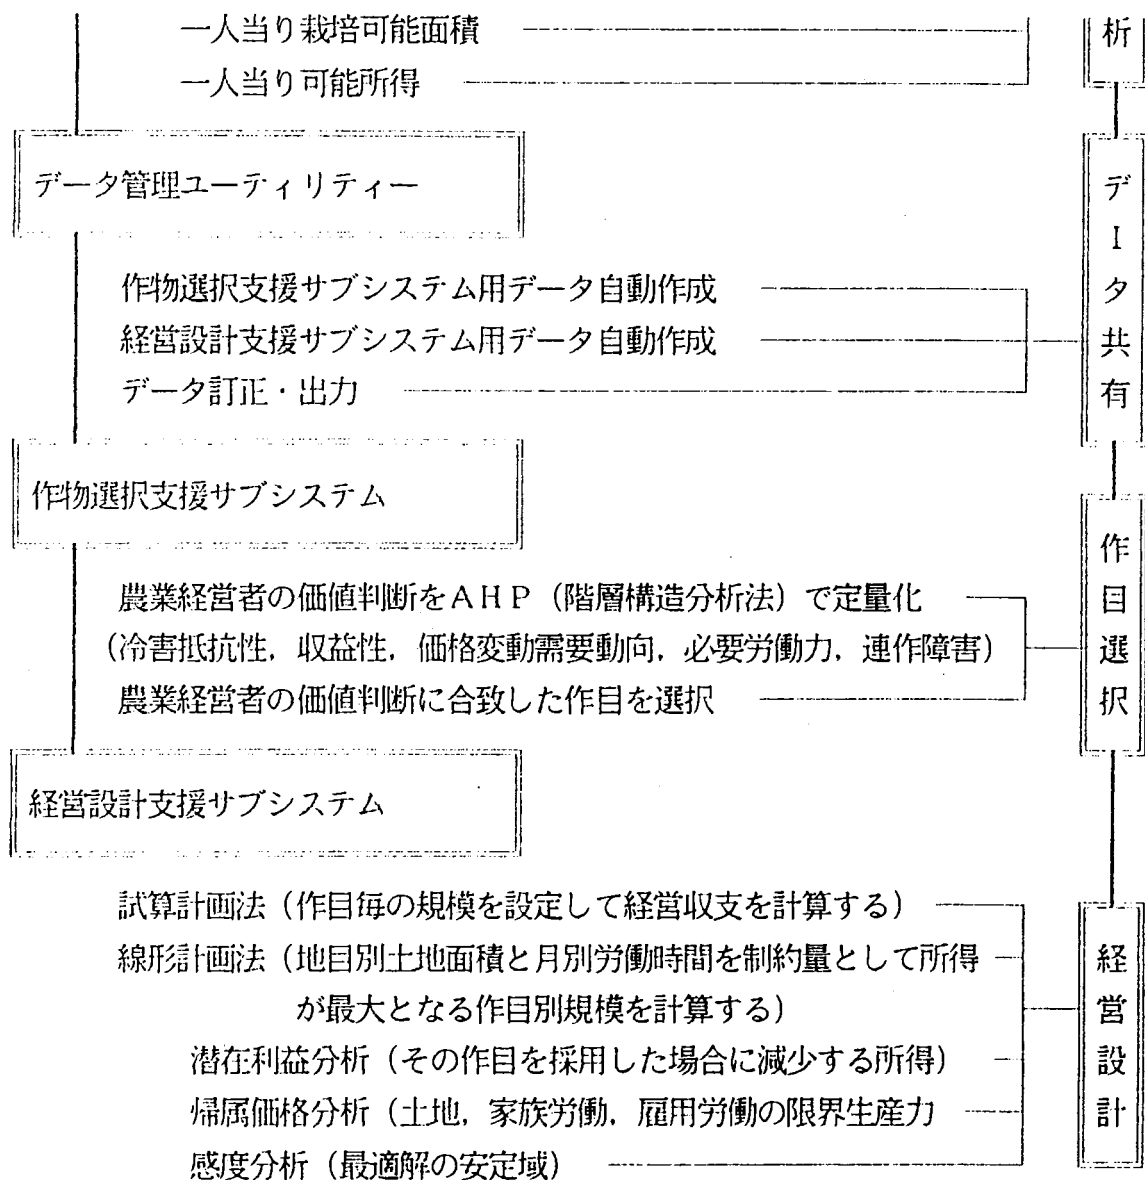 一人当り栽培可能面積
析
一人当り可能所得
データ管理ユーティリティー
データ共有
作物選択支援サブシステム用データ自動作成
経営設計支援サブシステム用データ自動作成
データ訂正・出力
作物選択支援サブシステム
作目選択
農業経営者の価値判断をAHP（階層構造分析法）で定量化
（冷害抵抗性，収益性，価格変動需要動向，必要労働力，連作障害）
農業経営者の価値判断に合致した作目を選択
経営設計支援サブシステム
経営設計
試算計画法（作目毎の規模を設定して経営収支を計算する）
線形計画法（地目別土地面積と月別労働時間を制約量として所得
が最大となる作目別規模を計算する）
潜在利益分析（その作目を採用した場合に減少する所得）
帰属価格分析（土地，家族労働，雇用労働の限界生産力
感度分析（最適解の安定域）